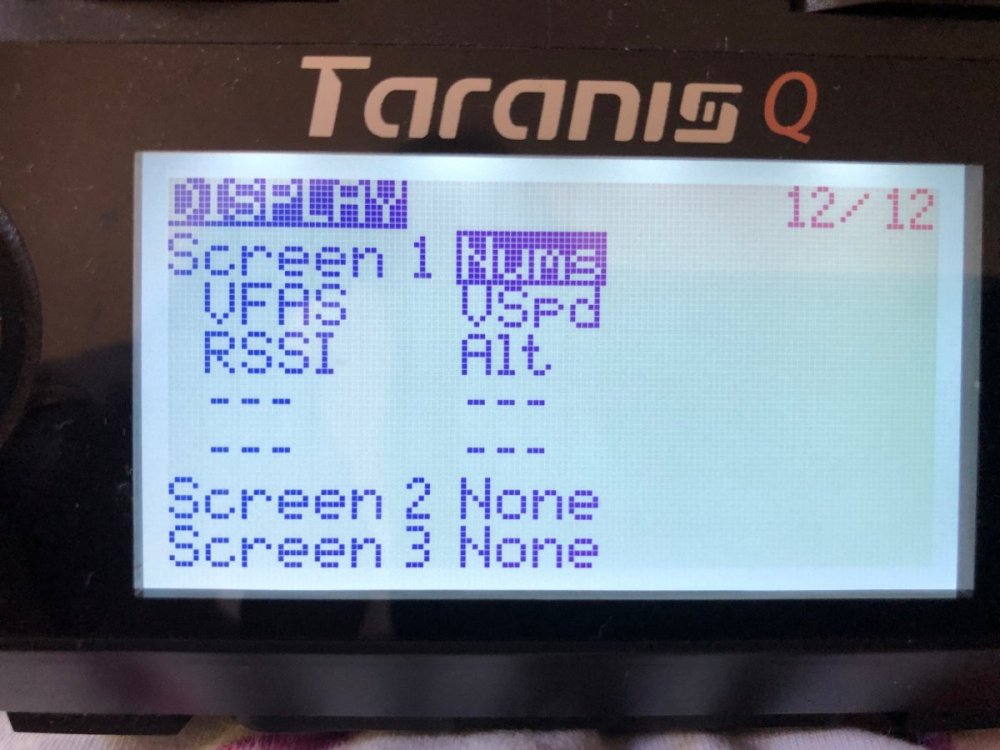 Taranis Q
DISPLAY 12/12
Screen 1 Nums
VFAS VSpd
RSSI Alt
--- ---
--- ---
Screen 2 None
Screen 3 None